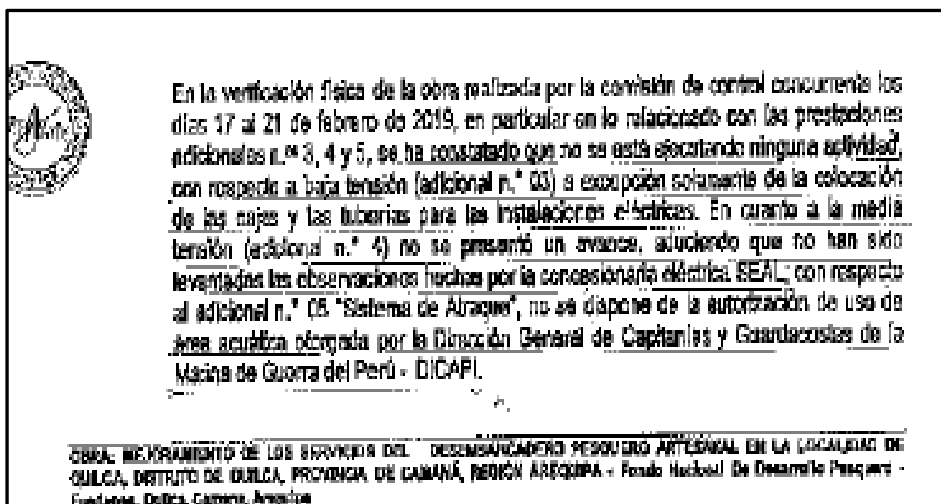 En la verificación física de la obra realizada por la comisión de control concurrente los
días 17 al 21 de febrero de 2019, en particular en lo relacionado con las prestaciones
adicionales n.ºs 3, 4 y 5, se ha constatado que no se está ejecutando ninguna actividad,
con respecto a baja tensión (adicional n.° 03) a excepción solamente de la colocación
de las cajas y las tuberías para las instalaciones eléctricas. En cuanto a la media
tensión (adicional n.° 4) no se presentó un avance, aduciendo que no han sido
levantadas las observaciones hechas por la concesionaria eléctrica SEAL; con respecto
al adicional n.° 05 "Sistema de Atraque", no se dispone de la autorización de uso de
área acuática otorgada por la Dirección General de Capitanías y Guardacostas de la
Marina de Guerra del Perú - DICAPI.
OBRA: MEJORAMIENTO DE LOS SERVICIOS DEL DESEMBARCADERO PESQUERO ARTESANAL EN LA LOCALIDAD DE
QUILCA, DISTRITO DE QUILCA, PROVINCIA DE CAMANÁ, REGIÓN AREQUIPA - Fondo Nacional De Desarrollo Pesquero -
Fondepes, Quilca, Camana, Arequipa